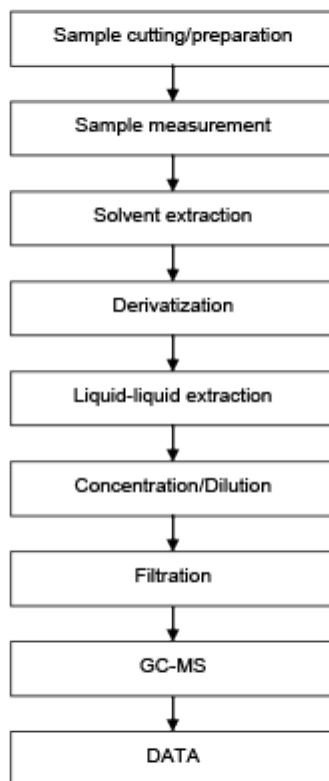 Sample cutting/preparation
Sample measurement
Solvent extraction
Derivatization
Liquid-liquid extraction
Concentration/Dilution
Filtration
GC-MS
DATA